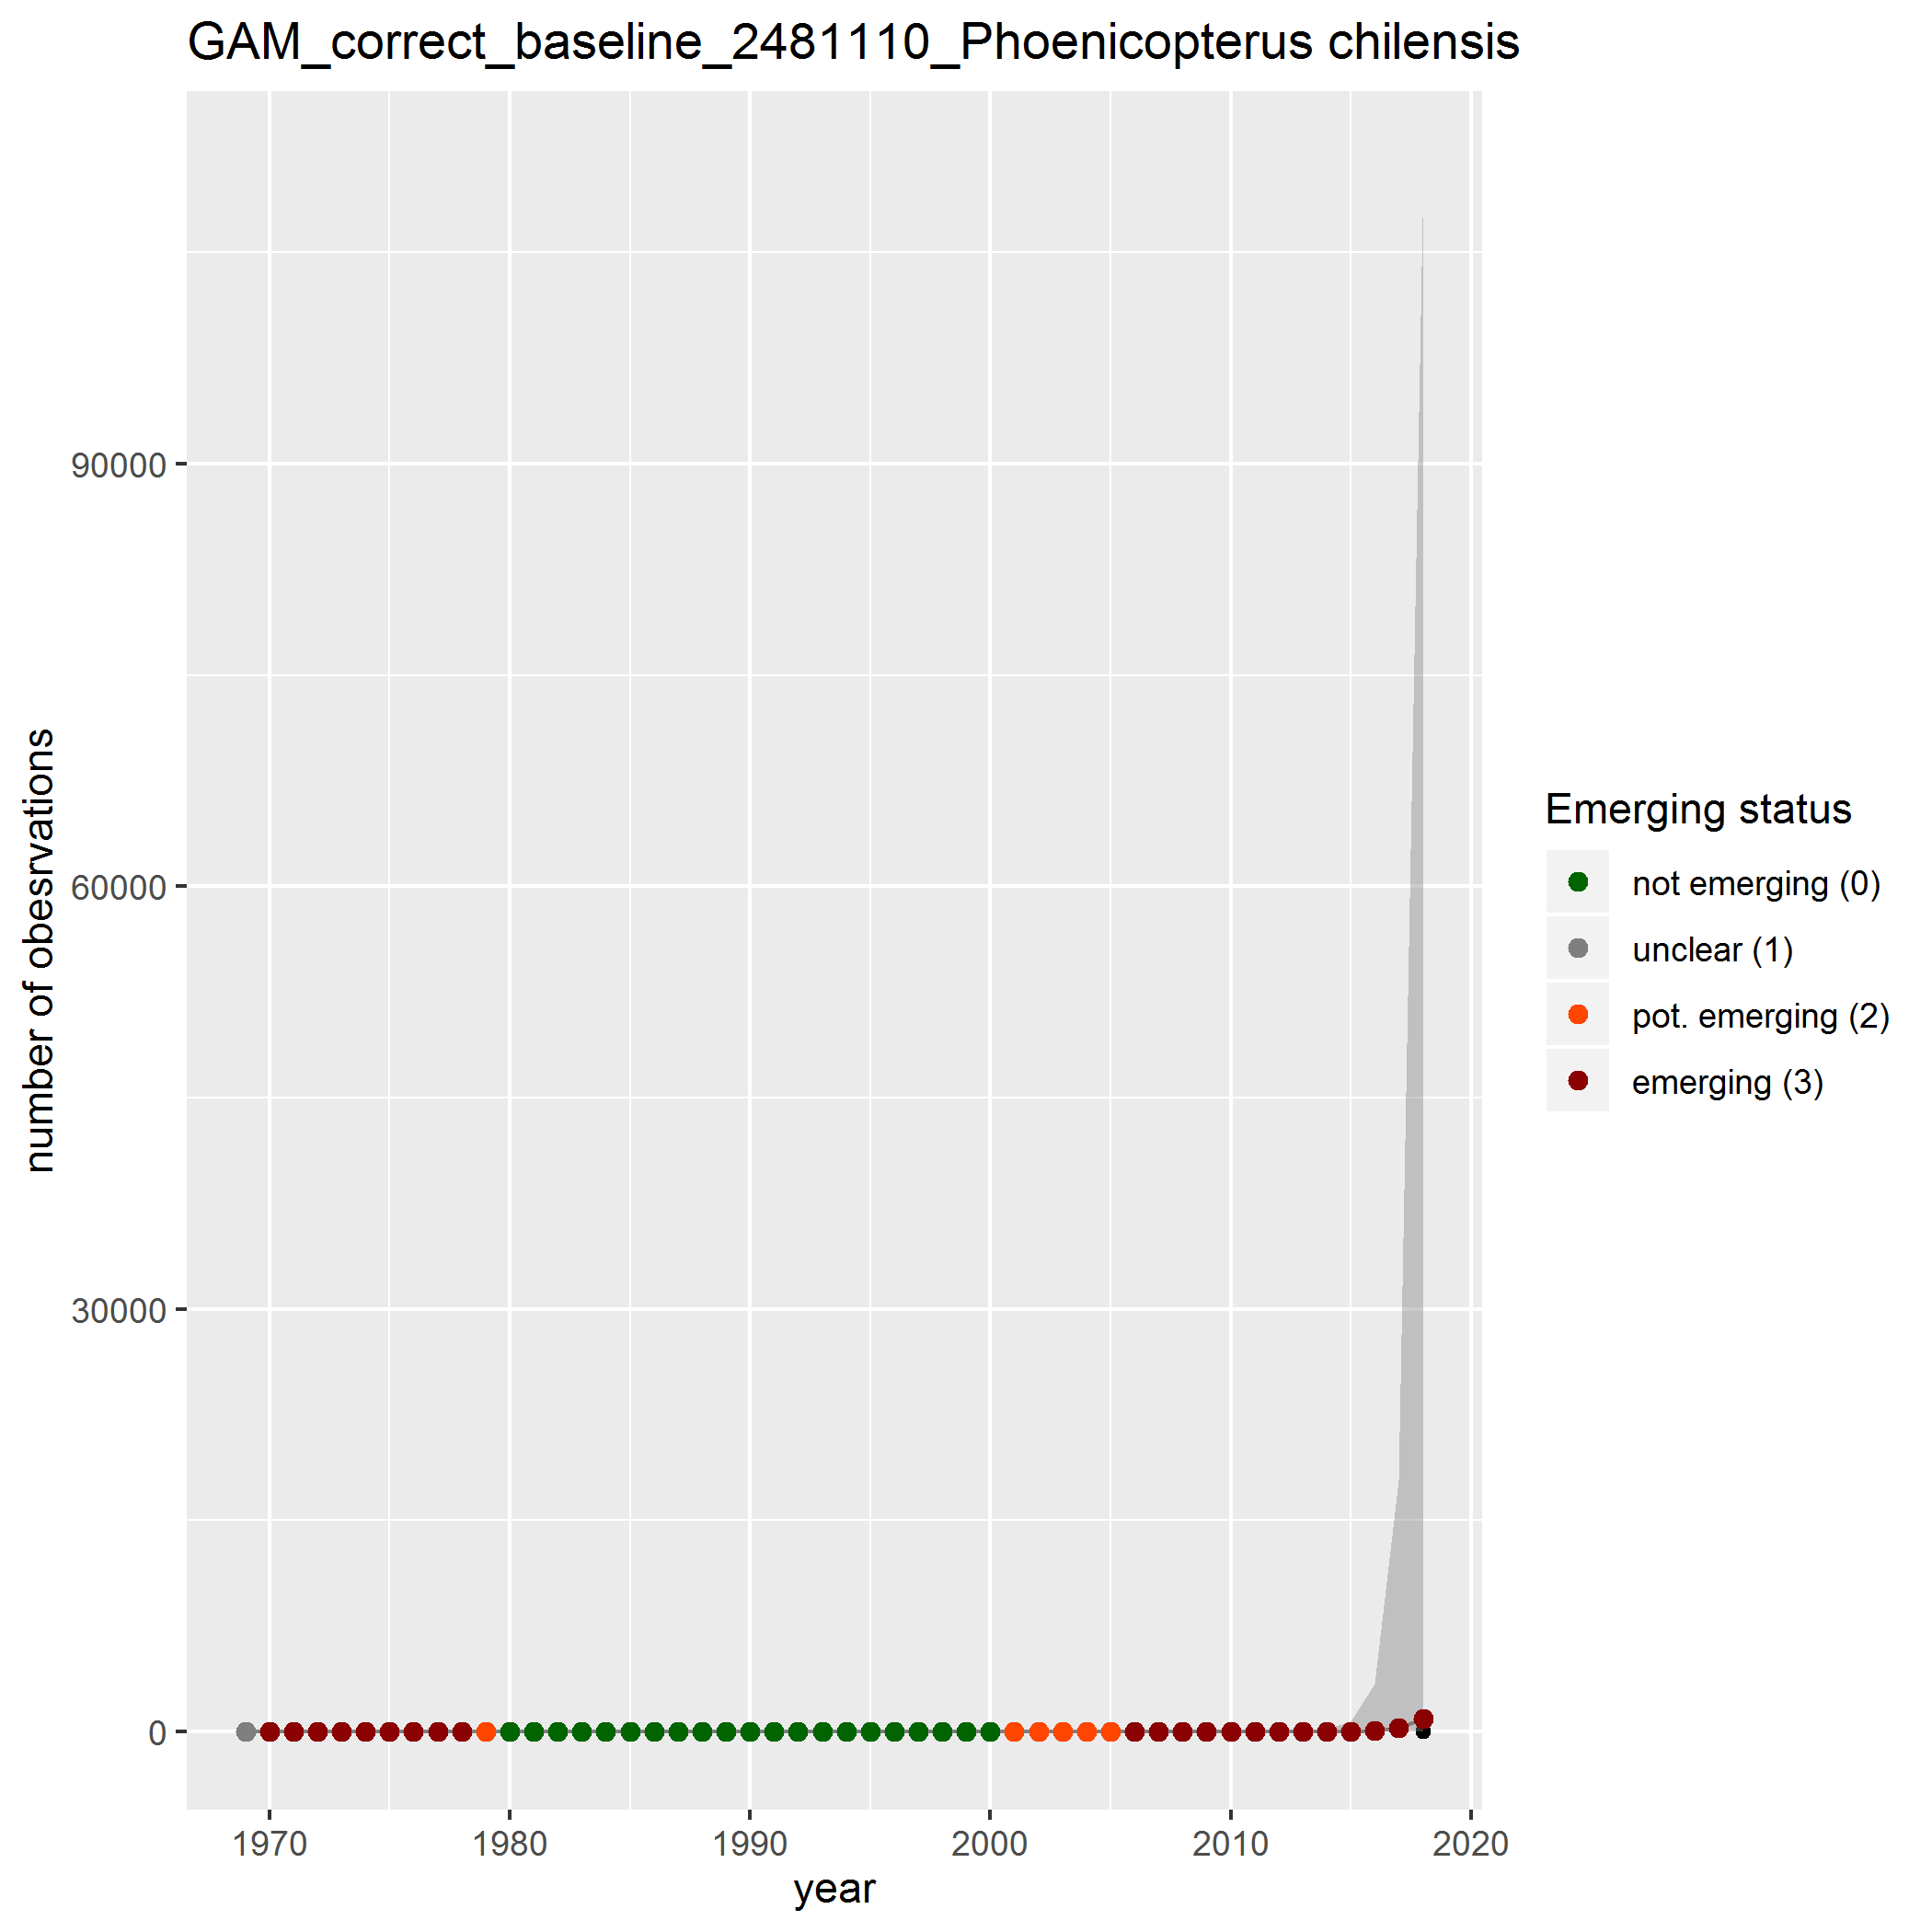 GAM_correct_baseline_2481110_Phoenicopterus chilensis
number of obesrvations
90000
60000
30000
0
1970
1980
1990
2000
2010
2020
year
Emerging status
not emerging (0)
unclear (1)
pot. emerging (2)
emerging (3)